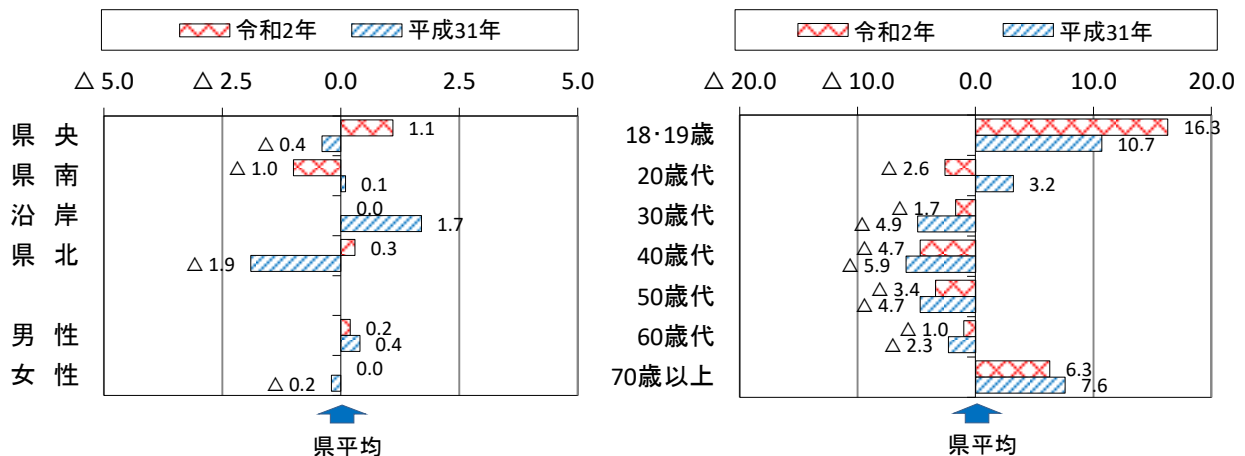 令和2年 平成31年
△ 5.0 △ 2.5 0.0 2.5 5.0
県 央 1.1
△ 0.4
県 南 △ 1.0
0.1
沿 岸 0.0
1.7
県 北 0.3
△ 1.9
男 性 0.2
0.4
女 性 0.0
△ 0.2
県平均
令和2年 平成31年
△ 20.0 △ 10.0 0.0 10.0 20.0
18・19歳 16.3
10.7
20歳代 △ 2.6
3.2
30歳代 △ 1.7
△ 4.9
40歳代 △ 4.7
△ 5.9
50歳代 △ 3.4
△ 4.7
60歳代 △ 1.0
△ 2.3
70歳以上 6.3
7.6
県平均